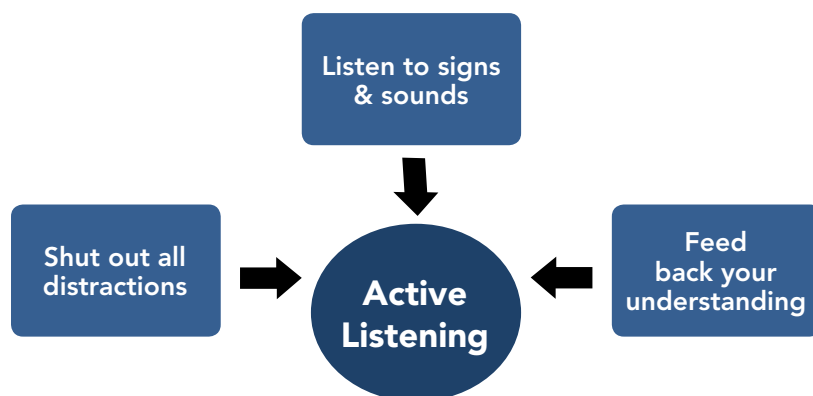 Listen to signs
& sounds
Shut out all
distractions
Active
Listening
Feed
back your
understanding